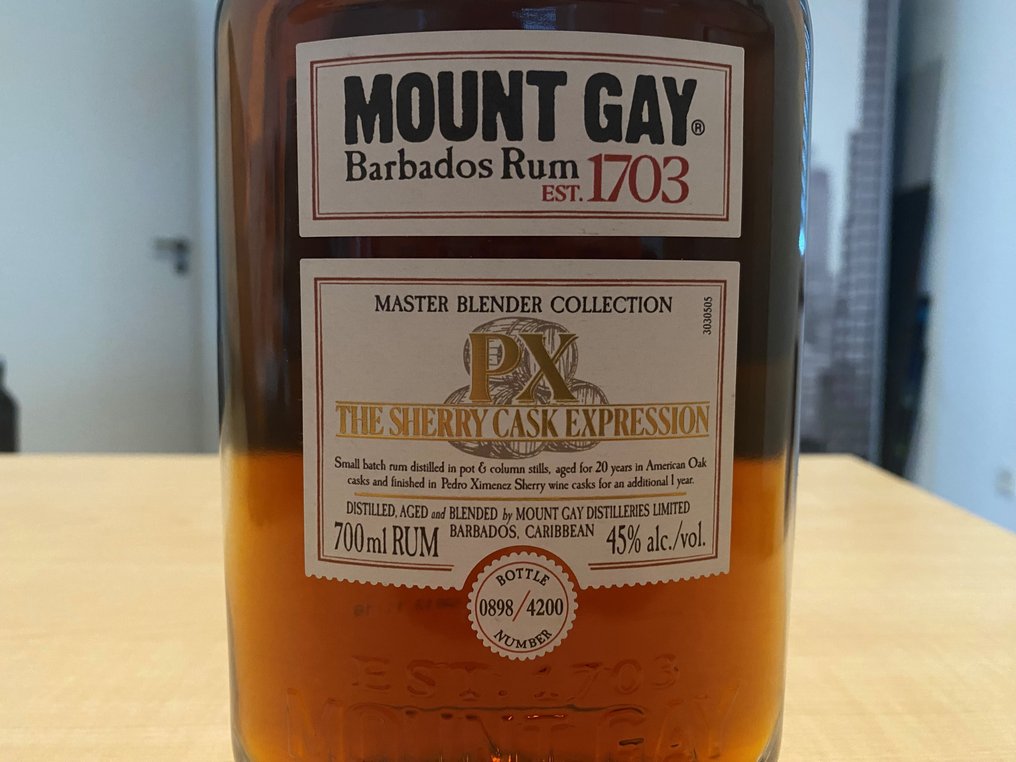 MOUNT GAY®
Barbados Rum
EST. 1703
MASTER BLENDER COLLECTION
3030505
PX
THE SHERRY CASK EXPRESSION
Small batch rum distilled in pot & column stills, aged for 20 years in American Oak
casks and finished in Pedro Ximenez Sherry wine casks for an additional 1 year.
DISTILLED, AGED and BLENDED by MOUNT GAY DISTILLERIES LIMITED
BARBADOS, CARIBBEAN
700ml RUM
45% alc./vol.
BOTTLE
0898/4200
NUMBER
EST. 1703
MOUNT GAY